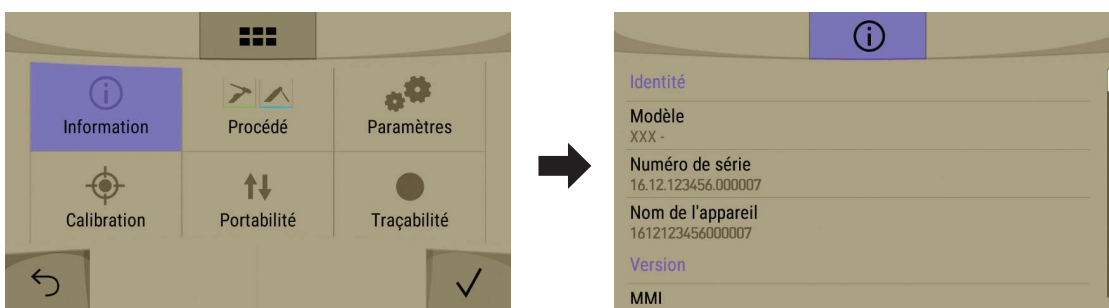 Information
Procédé
Paramètres
Calibration
Portabilité
Traçabilité
Identité
Modèle
XXX -
Numéro de série
16.12.123456.000007
Nom de l'appareil
1612123456000007
Version
MMI